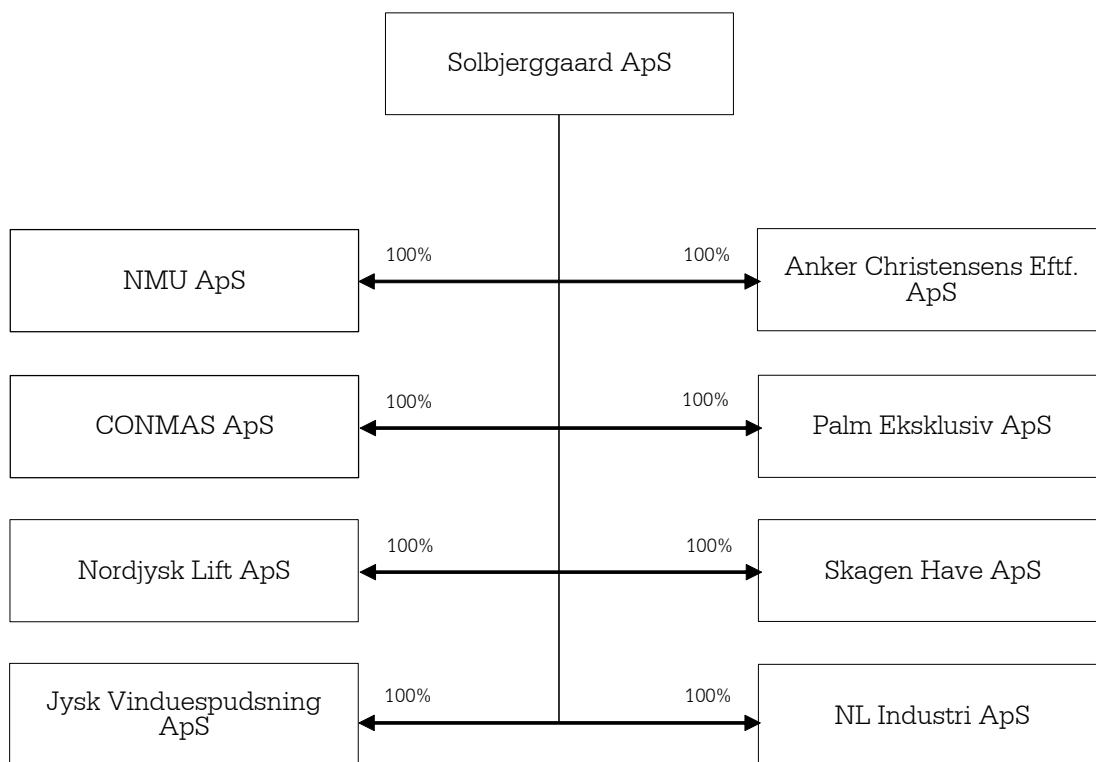 Solbjerggaard ApS
100%
100%
NMU ApS
Anker Christensens Eftf.
ApS
100%
100%
CONMAS ApS
Palm Eksklusiv ApS
100%
100%
Nordjysk Lift ApS
Skagen Have ApS
100%
100%
Jysk Vinduespudsning
ApS
NL Industri ApS